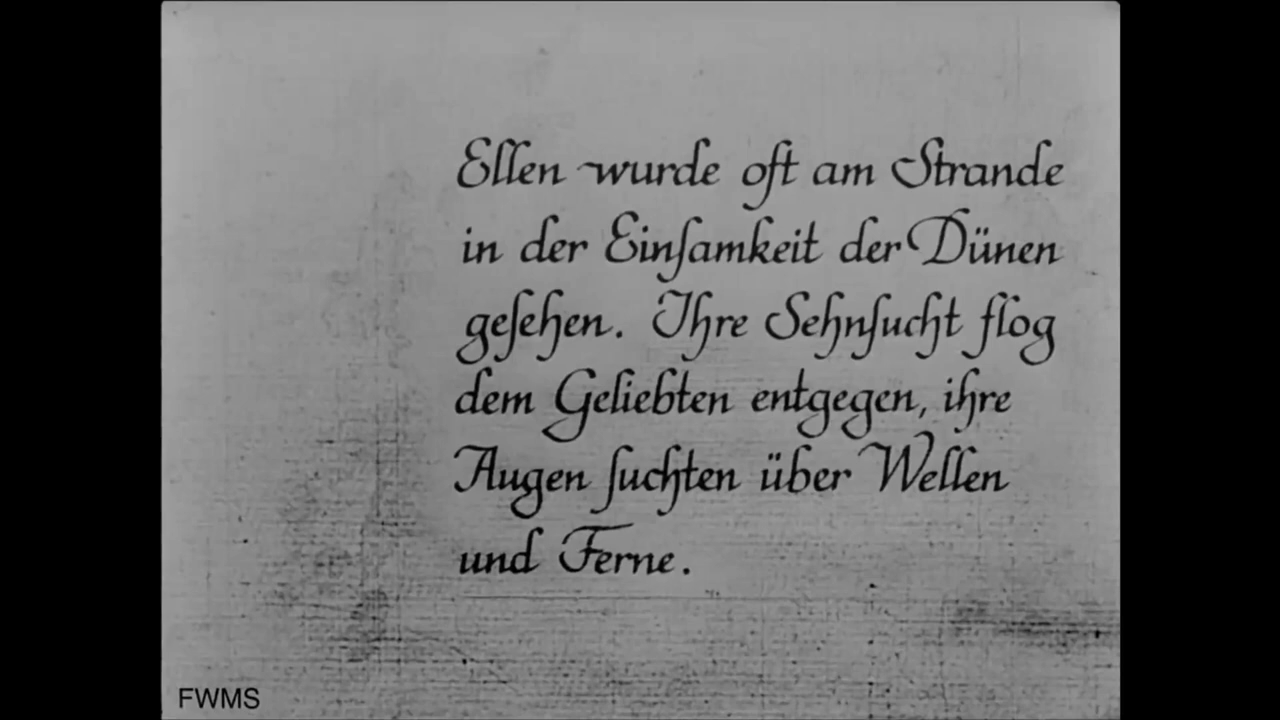 Ellen wurde oft am Strande
in der Einſamkeit der Dünen
geſehen. Ihre Sehnſucht flog
dem Geliebten entgegen, ihre
Augen ſuchten über Wellen
und Ferne.
FWMS